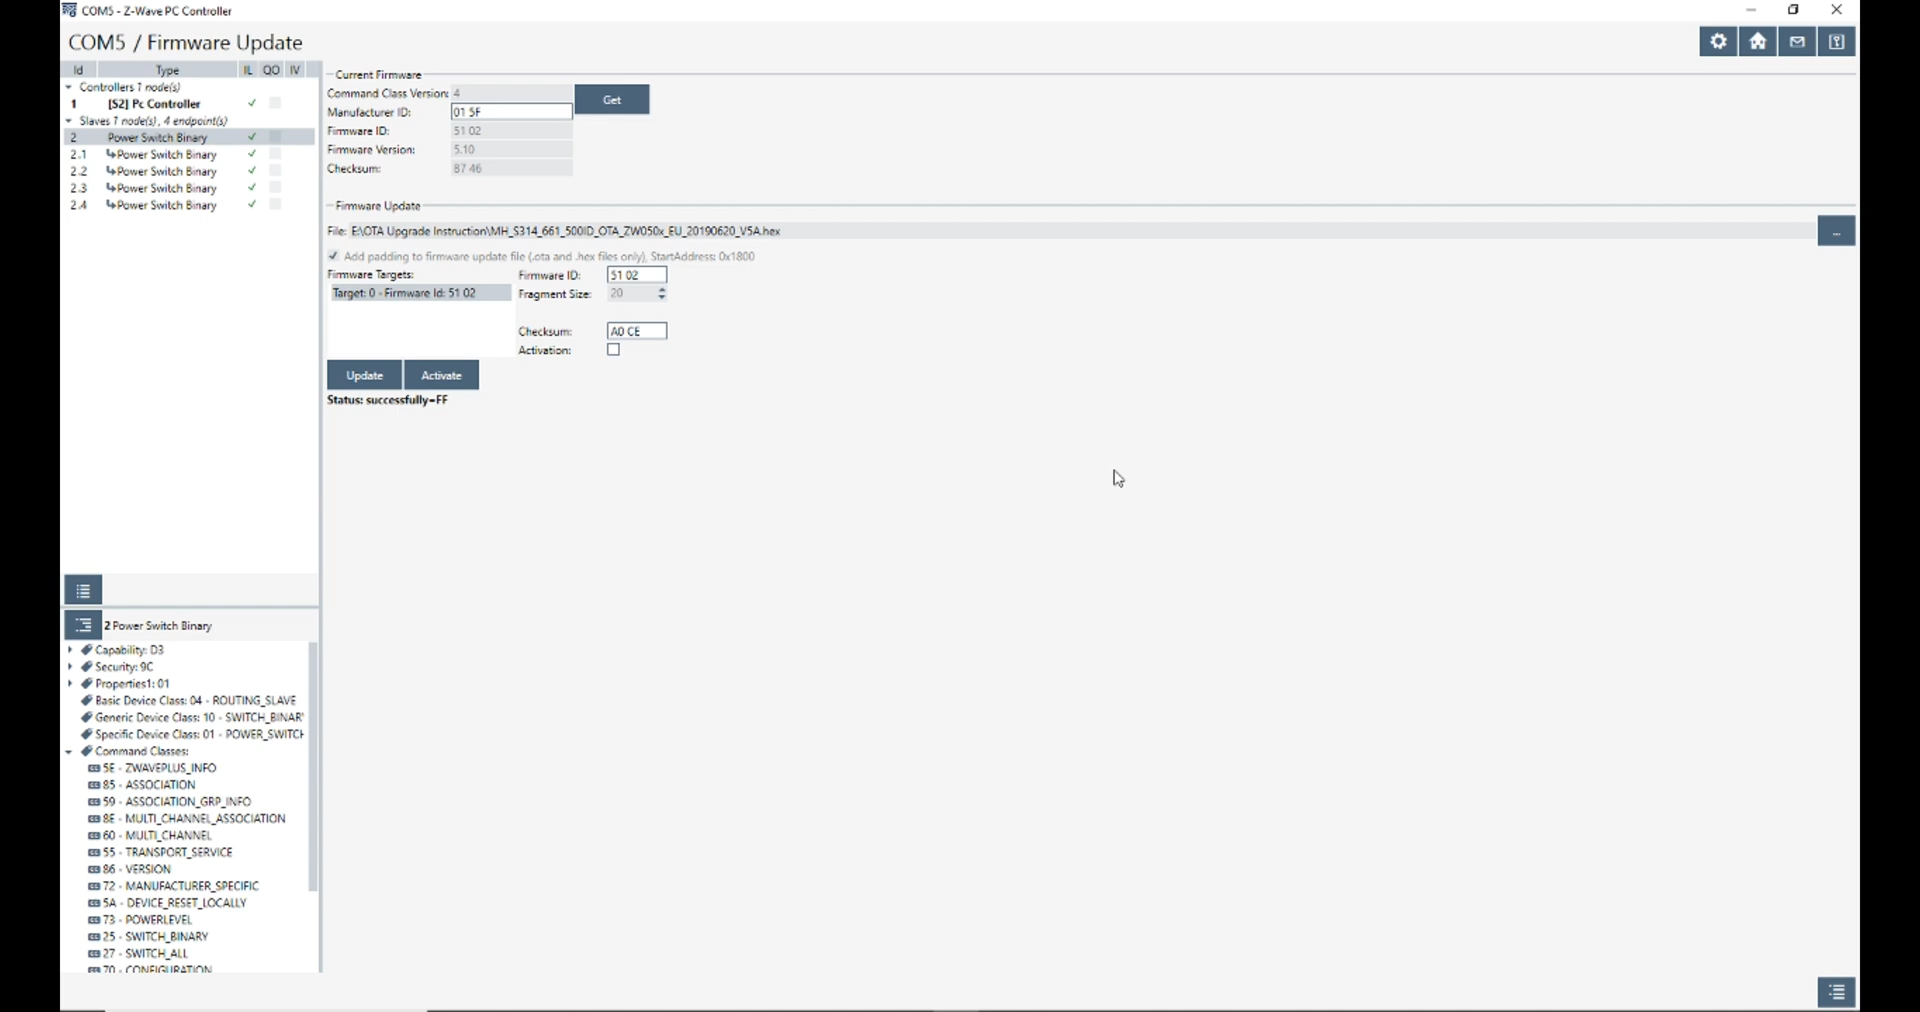 COM5 - Z-Wave PC Controller
COM5 / Firmware Update
Id Type IL QO IV
Controllers 1 node(s)
1 [S2] Pc Controller
Slaves 1 node(s), 4 endpoint(s)
2 Power Switch Binary
2.1 Power Switch Binary
2.2 Power Switch Binary
2.3 Power Switch Binary
2.4 Power Switch Binary
Current Firmware
Command Class Version: 4
Get
Manufacturer ID: 01 5F
Firmware ID: 51 02
Firmware Version: 5.10
Checksum: 87 46
Firmware Update
File: E:\OTA Upgrade Instruction\MH_S314_661_500ID_OTA_ZW050x_EU_20190620_V5A.hex
...
Add padding to firmware update file (.ota and .hex files only), StartAddress: 0x1800
Firmware Targets:
Target: 0 - Firmware Id: 51 02
Firmware ID: 51 02
Fragment Size: 20
Checksum: A0 CE
Activation:
Update Activate
Status: successfully=FF
2 Power Switch Binary
Capability: D3
Security: 9C
Properties1: 01
Basic Device Class: 04 - ROUTING_SLAVE
Generic Device Class: 10 - SWITCH_BINAR
Specific Device Class: 01 - POWER_SWITCH
Command Classes:
5E - ZWAVEPLUS_INFO
85 - ASSOCIATION
59 - ASSOCIATION_GRP_INFO
8E - MULTI_CHANNEL_ASSOCIATION
60 - MULTI_CHANNEL
55 - TRANSPORT_SERVICE
86 - VERSION
72 - MANUFACTURER_SPECIFIC
5A - DEVICE_RESET_LOCALLY
73 - POWERLEVEL
25 - SWITCH_BINARY
27 - SWITCH_ALL
70 - CONFIGURATION